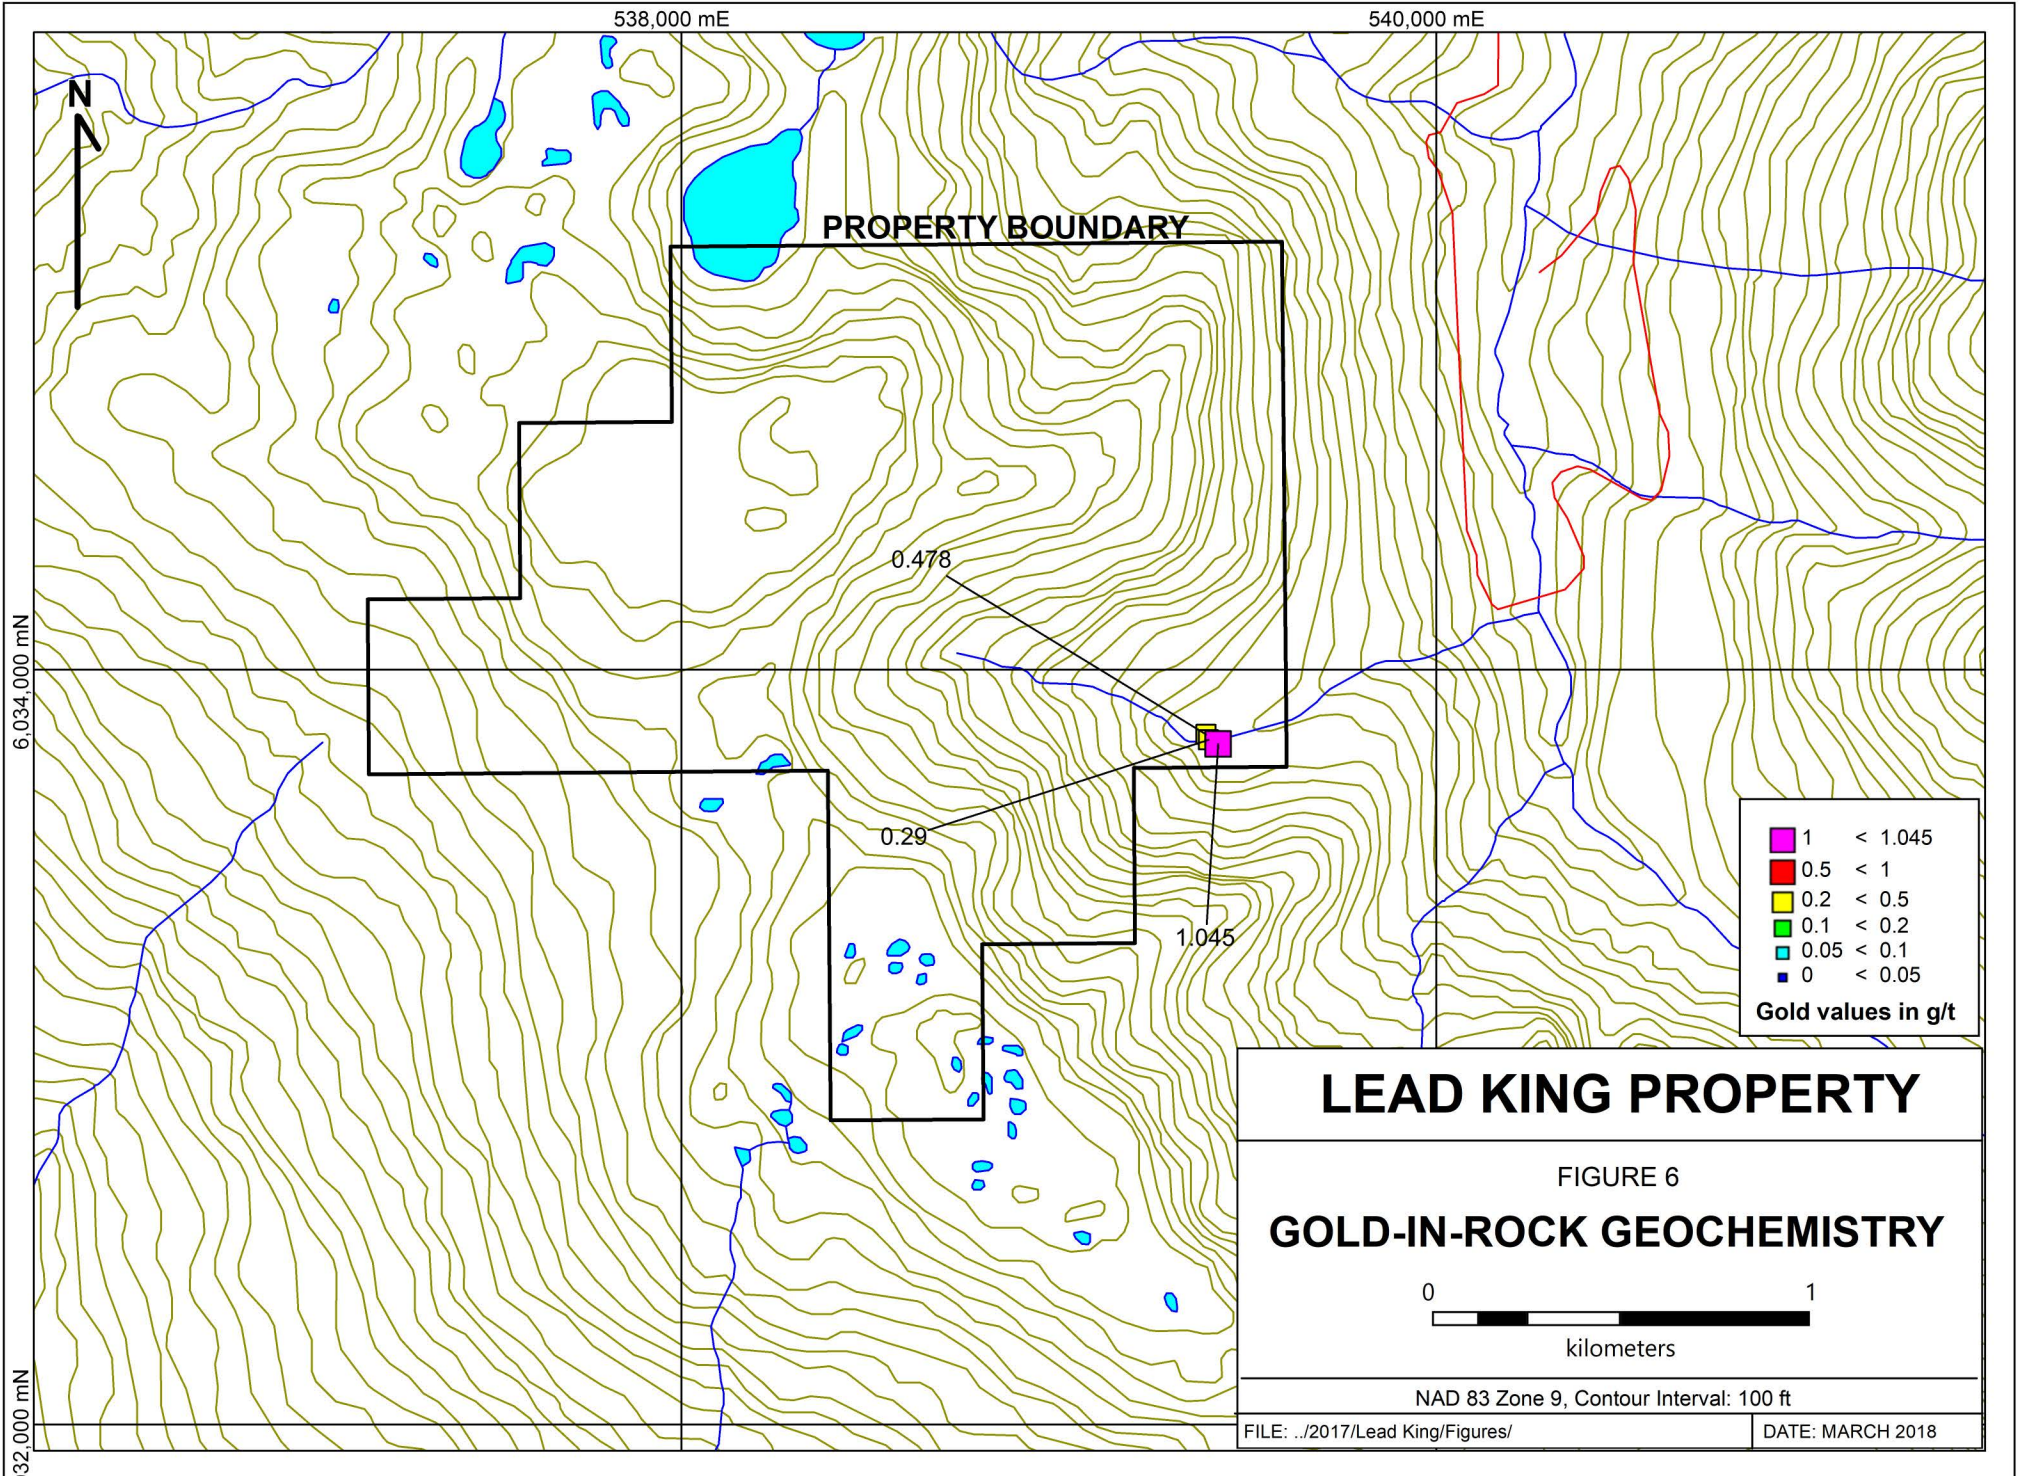 538,000 mE
540,000 mE
N
PROPERTY BOUNDARY
0.478
6,034,000 mN
0.29
1.045
1 < 1.045
0.5 < 1
0.2 < 0.5
0.1 < 0.2
0.05 < 0.1
0 < 0.05
Gold values in g/t
LEAD KING PROPERTY
FIGURE 6
GOLD-IN-ROCK GEOCHEMISTRY
0 1
kilometers
NAD 83 Zone 9, Contour Interval: 100 ft
FILE: ../2017/Lead King/Figures/
DATE: MARCH 2018
032,000 mN